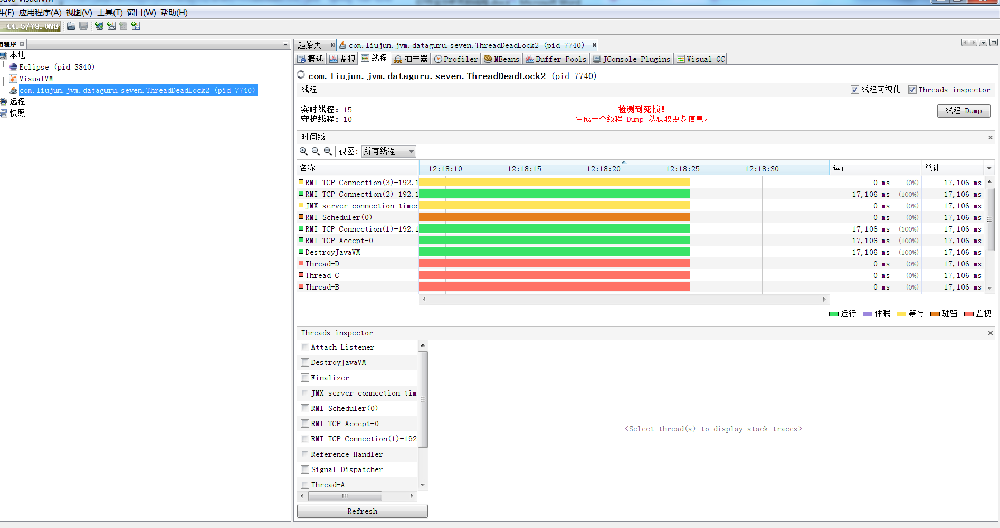 Java VisualVM
件(F) 应用程序(A) 视图(V) 工具(T) 窗口(W) 帮助(H)
44.5/78.0MB
用程序
本地
Eclipse (pid 3840)
VisualVM
com.liujun.jvm.dataguru.seven.ThreadDeadLock2 (pid 7740)
远程
快照
起始页 com.liujun.jvm.dataguru.seven.ThreadDeadLock2 (pid 7740)
概述 监视 线程 抽样器 Profiler MBeans Buffer Pools JConsole Plugins Visual GC
com.liujun.jvm.dataguru.seven.ThreadDeadLock2 (pid 7740)
线程 线程可视化 Threads inspector
实时线程: 15
守护线程: 10
检测到死锁!
生成一个线程 Dump 以获取更多信息。
线程 Dump
时间线
视图: 所有线程
名称 12:18:10 12:18:15 12:18:20 12:18:25 12:18:30 运行 总计
RMI TCP Connection(3)-192.1 0 ms (0%) 17,106 ms
RMI TCP Connection(2)-192.1 17,106 ms (100%) 17,106 ms
JMX server connection timeo 0 ms (0%) 17,106 ms
RMI Scheduler(0) 0 ms (0%) 17,106 ms
RMI TCP Connection(1)-192.1 17,106 ms (100%) 17,106 ms
RMI TCP Accept-0 17,106 ms (100%) 17,106 ms
DestroyJavaVM 17,106 ms (100%) 17,106 ms
Thread-D 0 ms (0%) 17,106 ms
Thread-C 0 ms (0%) 17,106 ms
Thread-B 0 ms (0%) 17,106 ms
运行 休眠 等待 驻留 监视
Threads inspector
Attach Listener
DestroyJavaVM
Finalizer
JMX server connection tim
RMI Scheduler(0)
RMI TCP Accept-0
RMI TCP Connection(1)-192
Reference Handler
Signal Dispatcher
Thread-A
<Select thread(s) to display stack traces>
Refresh